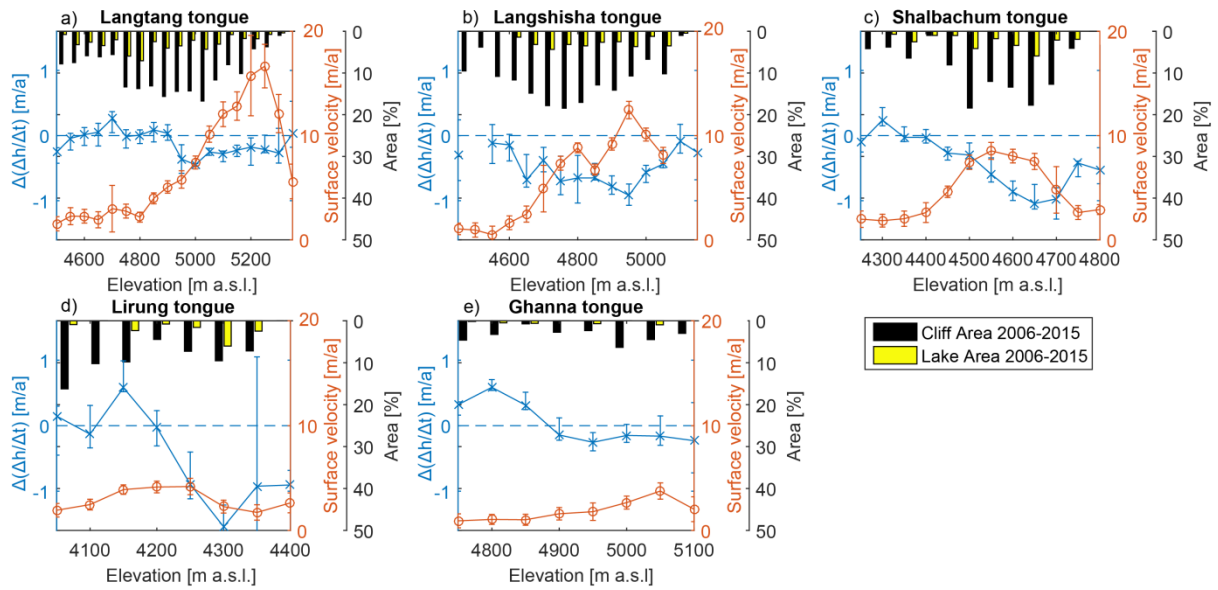 a) Langtang tongue
b) Langshisha tongue
c) Shalbachum tongue
1
0
-1
Δ(Δh/Δt) [m/a]
4600 4800 5000 5200
Elevation [m a.s.l.]
20
10
0
Surface velocity [m/a]
0
10
20
30
40
50
Area [%]
1
0
-1
Δ(Δh/Δt) [m/a]
4600 4800 5000
Elevation [m a.s.l.]
20
10
0
Surface velocity [m/a]
0
10
20
30
40
50
Area [%]
1
0
-1
Δ(Δh/Δt) [m/a]
4300 4400 4500 4600 4700 4800
Elevation [m a.s.l.]
20
10
0
Surface velocity [m/a]
0
10
20
30
40
50
Area [%]
d) Lirung tongue
e) Ghanna tongue
1
0
-1
Δ(Δh/Δt) [m/a]
4100 4200 4300 4400
Elevation [m a.s.l.]
20
10
0
Surface velocity [m/a]
0
10
20
30
40
50
Area [%]
1
0
-1
Δ(Δh/Δt) [m/a]
4800 4900 5000 5100
Elevation [m a.s.l]
20
10
0
Surface velocity [m/a]
0
10
20
30
40
50
Area [%]
Cliff Area 2006-2015
Lake Area 2006-2015